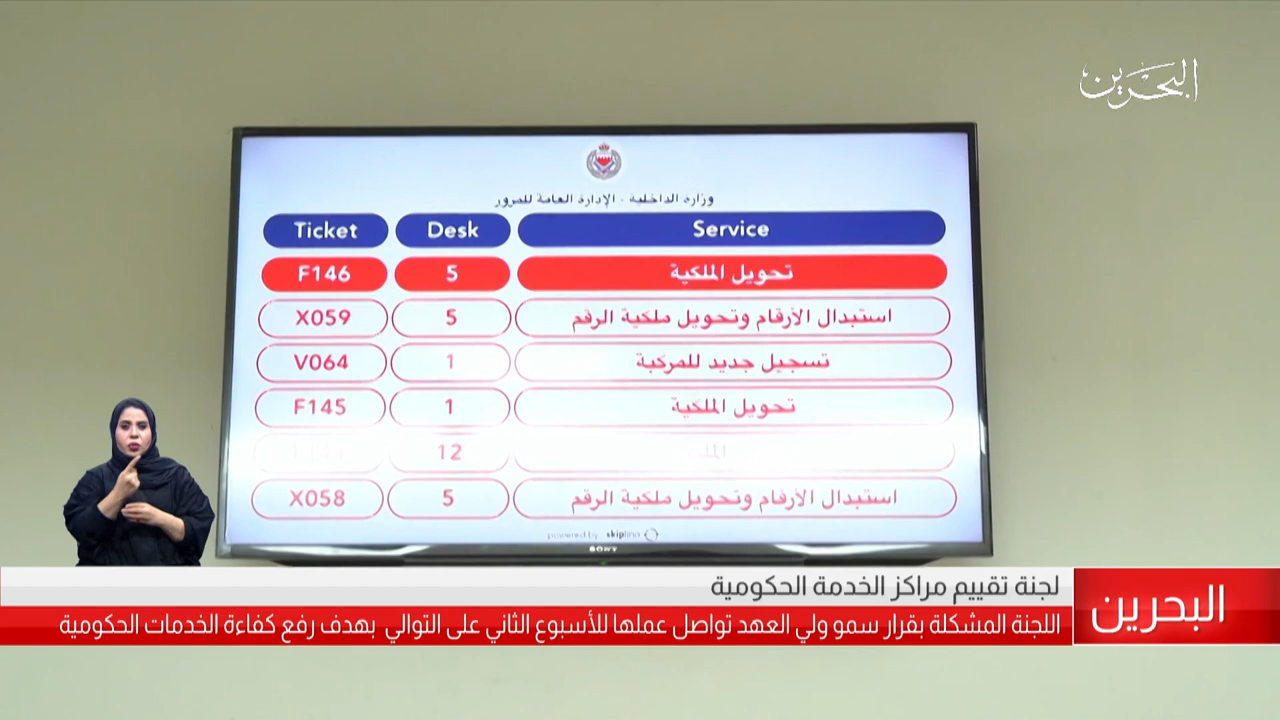 البحرين
وزارة الداخلية - الإدارة العامة للمرور
Ticket Desk Service
F146 5 تحويل الملكية
X059 5 استبدال الأرقام وتحويل ملكية الرقم
V064 1 تسجيل جديد للمركبة
F145 1 تحويل الملكية
12
X058 5 استبدال الأرقام وتحويل ملكية الرقم
powered by skiplino
SONY
لجنة تقييم مراكز الخدمة الحكومية
البحرين
اللجنة المشكلة بقرار سمو ولي العهد تواصل عملها للأسبوع الثاني على التوالي بهدف رفع كفاءة الخدمات الحكومية